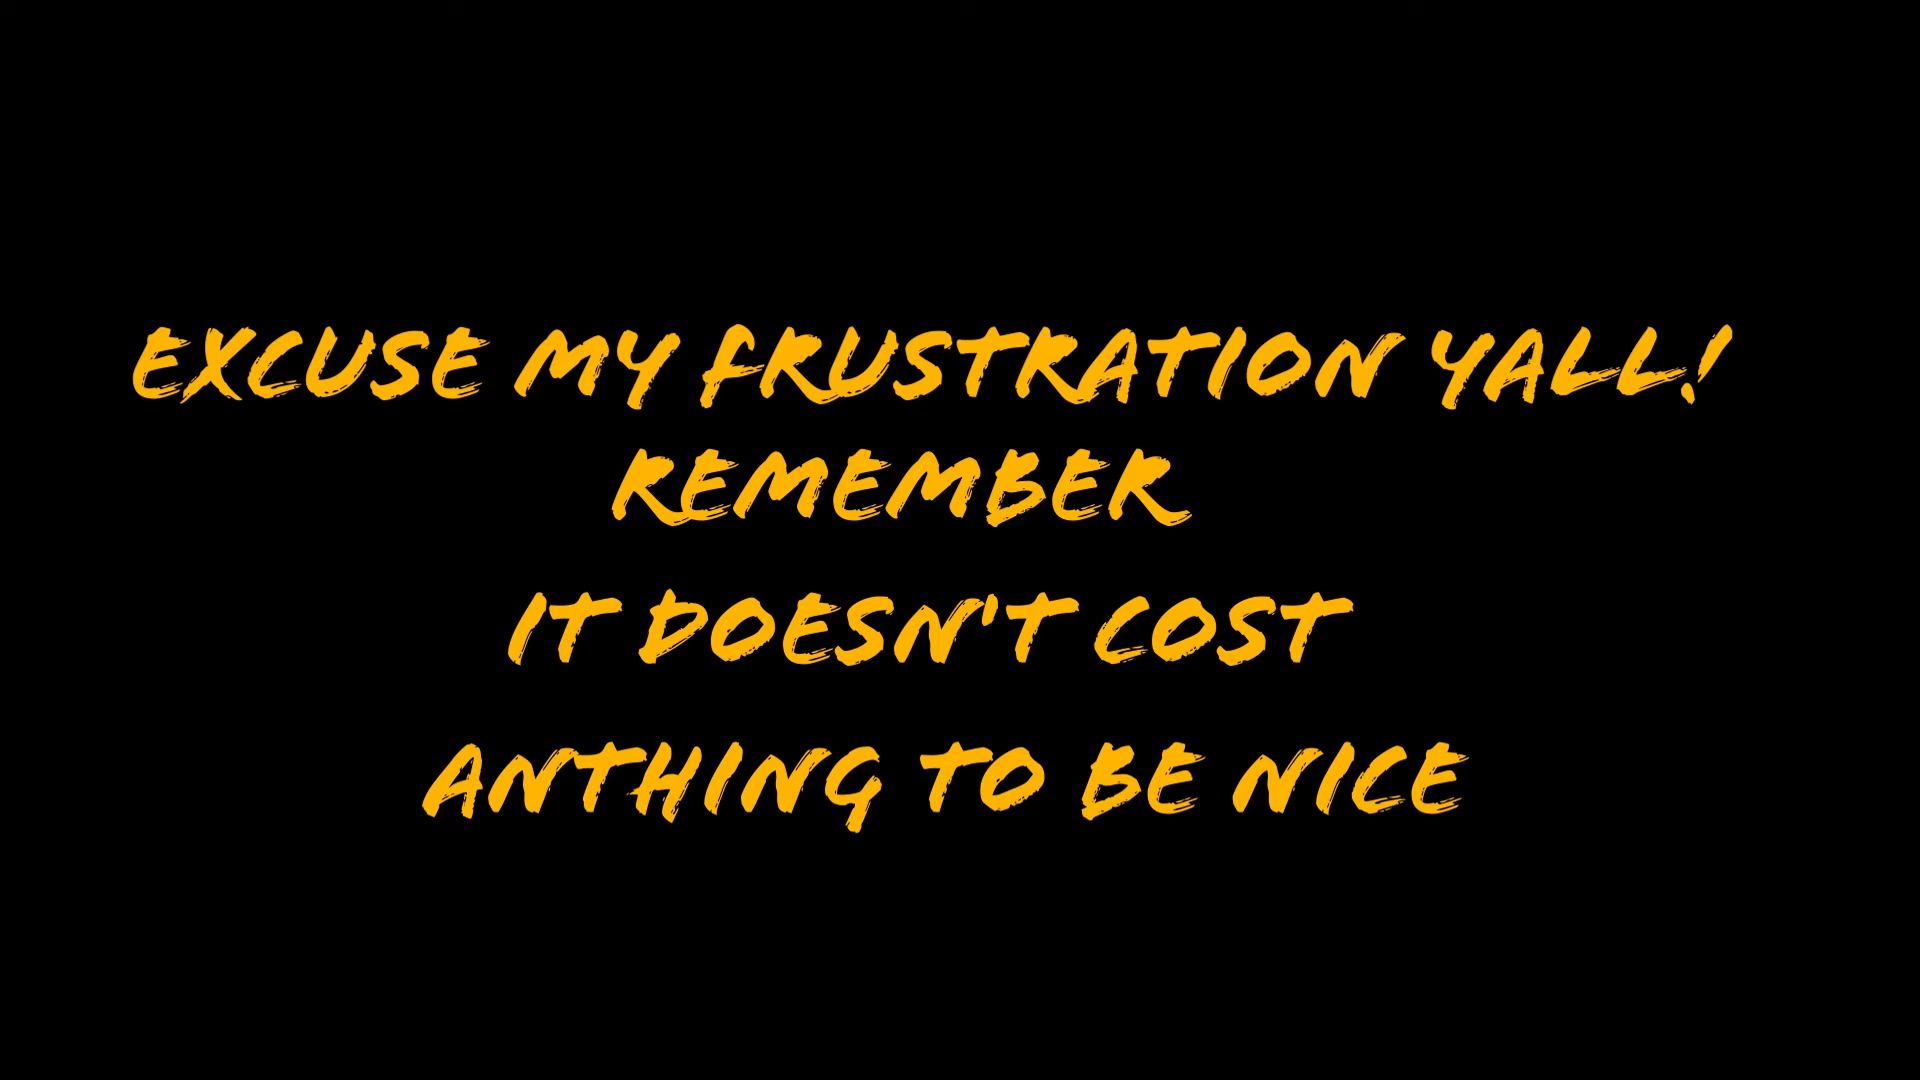 EXCUSE MY FRUSTRATION YALL!
REMEMBER
IT DOESN'T COST
ANTHING TO BE NICE